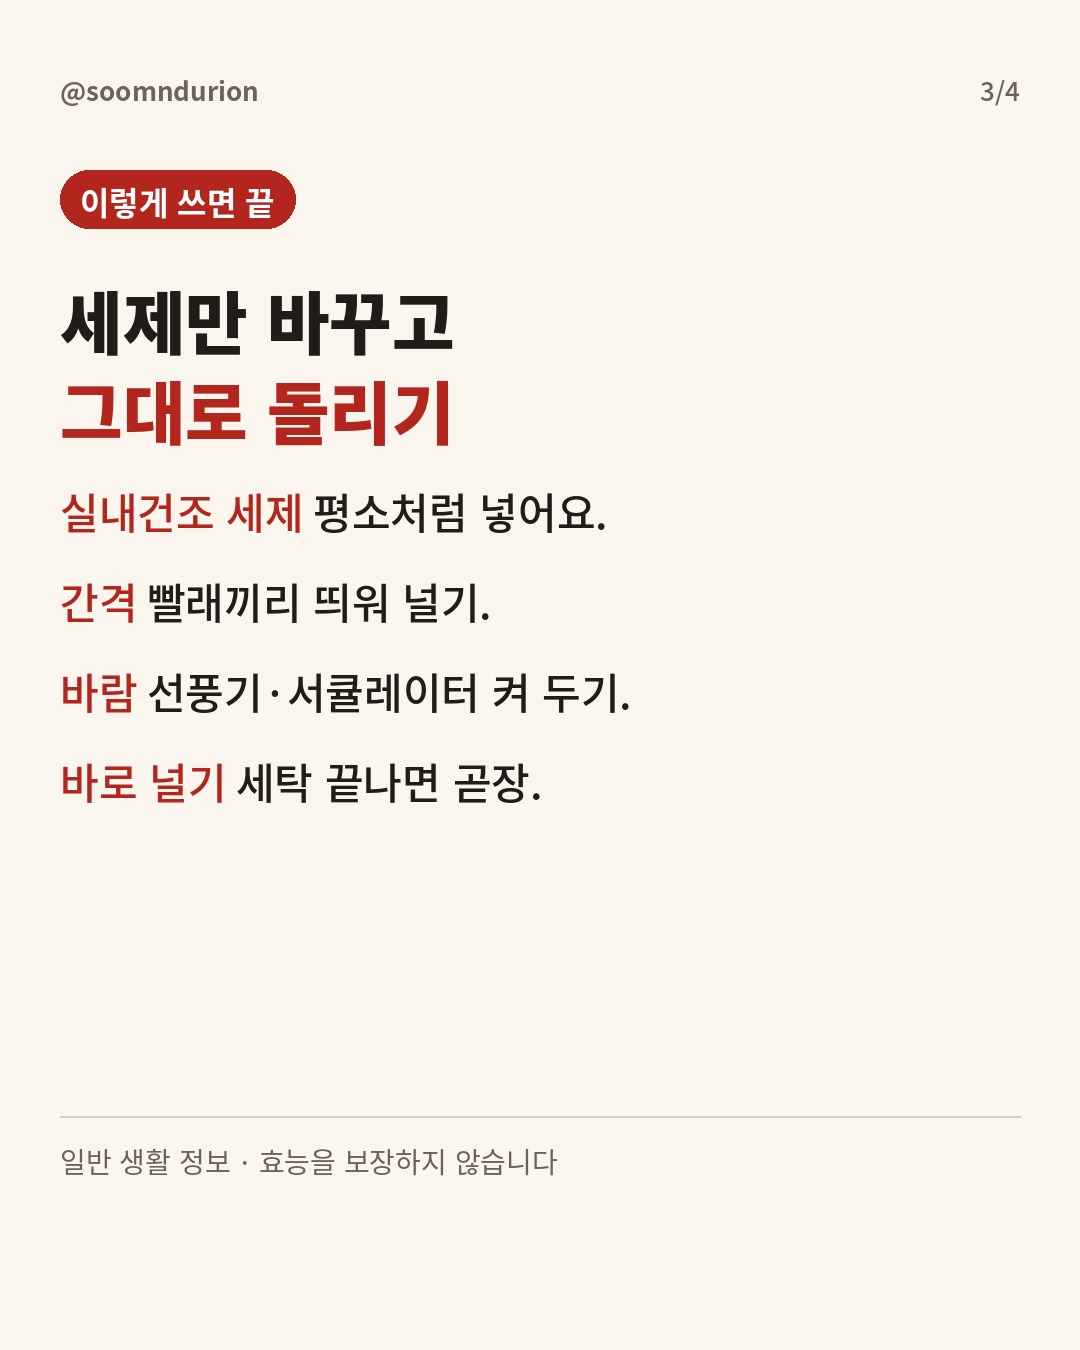 @soomndurion
3/4
이렇게 쓰면 끝
세제만 바꾸고
그대로 돌리기
실내건조 세제 평소처럼 넣어요.
간격 빨래끼리 띄워 널기.
바람 선풍기·서큘레이터 켜 두기.
바로 널기 세탁 끝나면 곧장.
일반 생활 정보 · 효능을 보장하지 않습니다